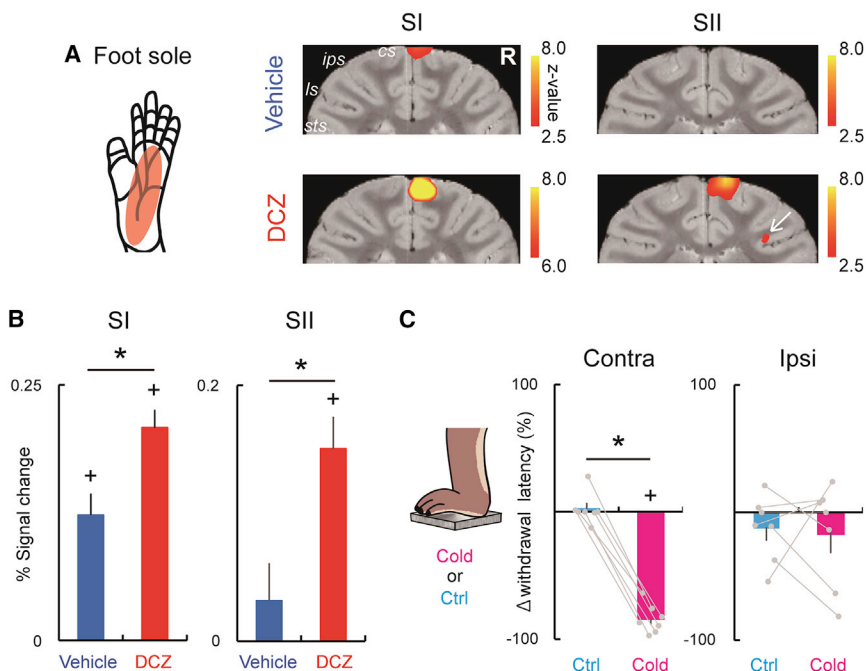 SI
SII
A Foot sole
Vehicle
cs
ips
ls
sts
R
8.0
z-value
2.5
8.0
2.5
DCZ
8.0
6.0
8.0
2.5
B
SI
SII
*
+
+
0.25
% Signal change
0
Vehicle DCZ
*
+
0.2
0
Vehicle DCZ
C
Contra
Ipsi
Cold
or
Ctrl
Δ withdrawal latency (%)
100
-100
*
+
Ctrl Cold
100
-100
Ctrl Cold